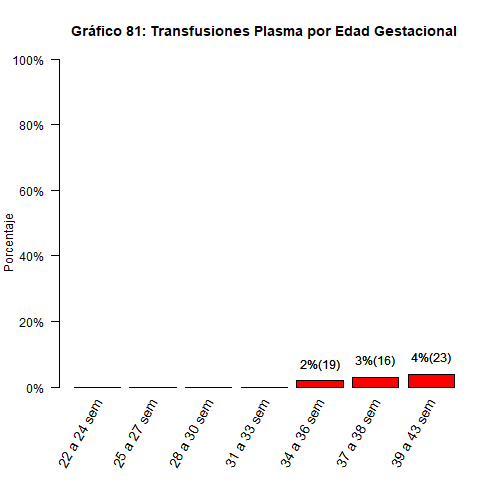 Gráfico 81: Transfusiones Plasma por Edad Gestacional
Porcentaje
100%
80%
60%
40%
20%
0%
2%(19)
3%(16)
4%(23)
22 a 24 sem
25 a 27 sem
28 a 30 sem
31 a 33 sem
34 a 36 sem
37 a 38 sem
39 a 43 sem